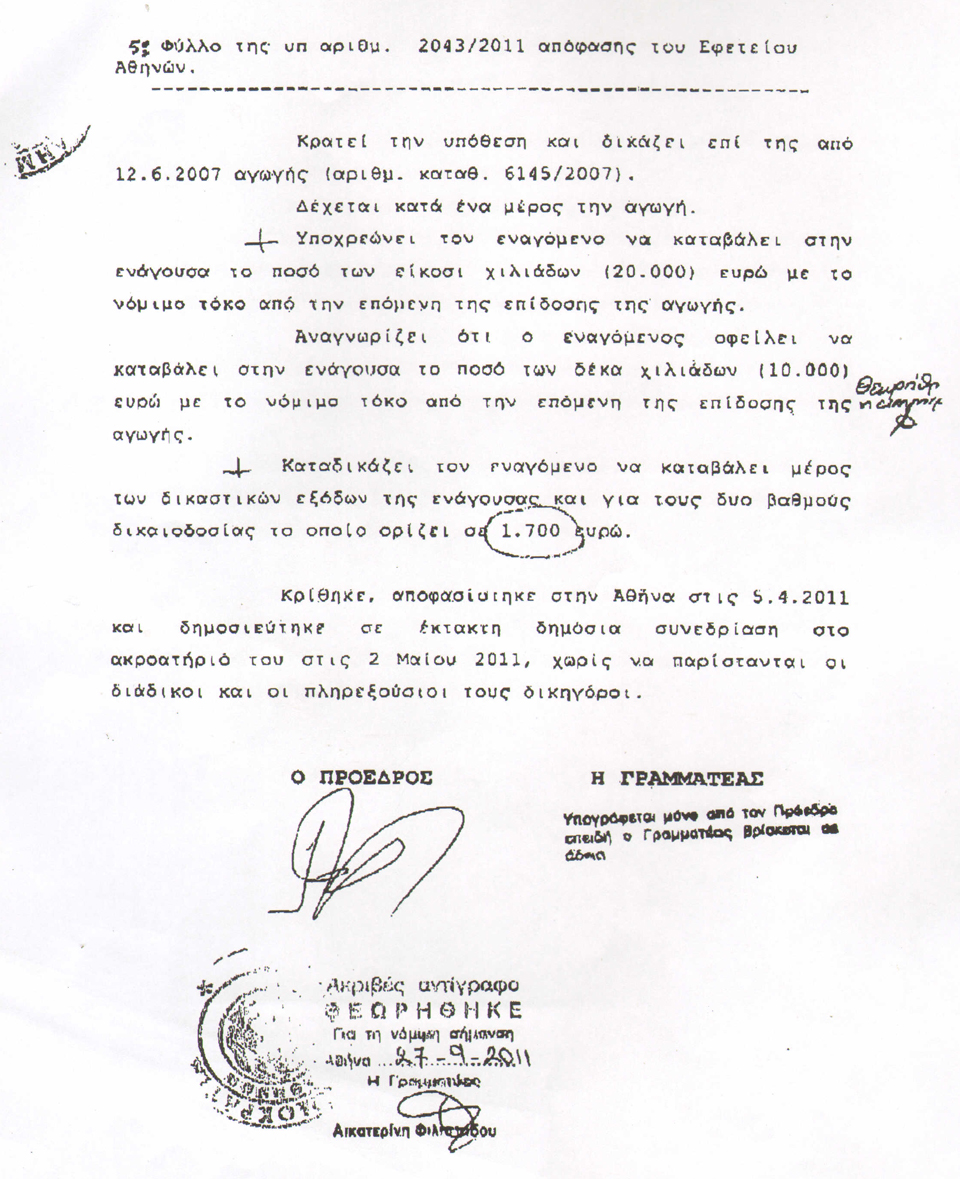 5ο Φύλλο της υπ αριθμ. 2043/2011 απόφασης του Εφετείου
Αθηνών.
Κρατεί την υπόθεση και δικάζει επί της από
12.6.2007 αγωγής (αριθμ. καταθ. 6145/2007).
Δέχεται κατά ένα μέρος την αγωγή.
Υποχρεώνει τον εναγόμενο να καταβάλει στην
ενάγουσα το ποσό των είκοσι χιλιάδων (20.000) ευρώ με το
νόμιμο τόκο από την επόμενη της επίδοσης της αγωγής.
Αναγνωρίζει ότι ο εναγόμενος οφείλει να
καταβάλει στην ενάγουσα το ποσό των δέκα χιλιάδων (10.000)
ευρώ με το νόμιμο τόκο από την επόμενη της επίδοσης της
αγωγής.
Καταδικάζει τον εναγόμενο να καταβάλει μέρος
των δικαστικών εξόδων της ενάγουσας και για τους δυο βαθμούς
δικαιοδοσίας το οποίο ορίζει σε 1.700 ευρώ.
Κρίθηκε, αποφασίστηκε στην Αθήνα στις 5.4.2011
και δημοσιεύτηκε σε έκτακτη δημόσια συνεδρίαση στο
ακροατήριό του στις 2 Μαίου 2011, χωρίς να παρίστανται οι
διάδικοι και οι πληρεξούσιοι τους δικηγόροι.
Ο ΠΡΟΕΔΡΟΣ Η ΓΡΑΜΜΑΤΕΑΣ
Υπογράφεται μόνο από τον Πρόεδρο
επειδή ο Γραμματέας βρίσκεται σε
άδεια
Ακριβές αντίγραφο
ΘΕΩΡΗΘΗΚΕ
Για τη νόμιμη σήμανση
Αθήνα 27-9-2011
Η Γραμματέας
Αικατερίνη